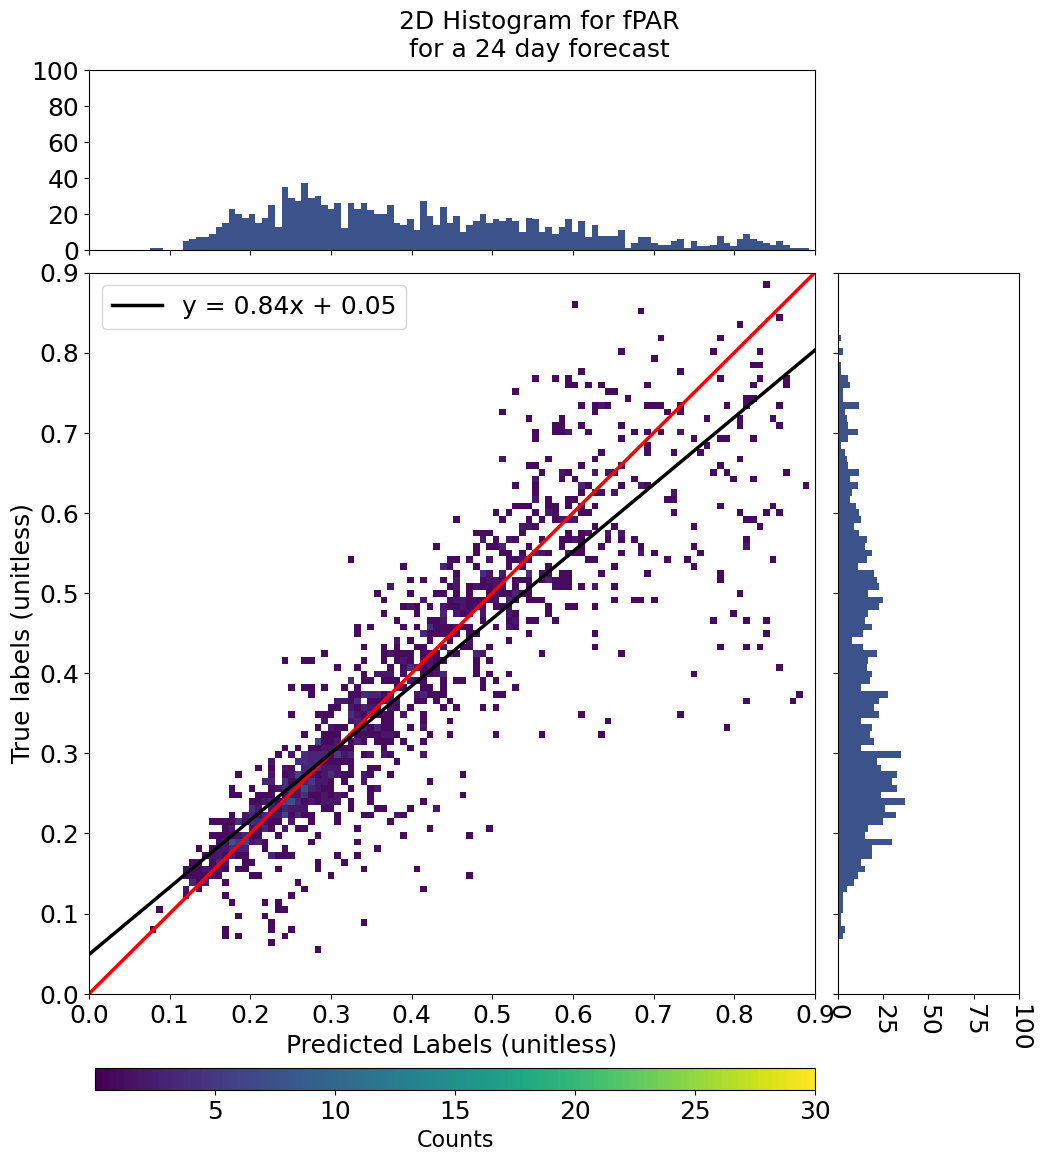 2D Histogram for fPAR
for a 24 day forecast
100
80
60
40
20
0
0.9
0.8
0.7
0.6
0.5
0.4
0.3
0.2
0.1
0.0
True labels (unitless)
y = 0.84x + 0.05
0.0 0.1 0.2 0.3 0.4 0.5 0.6 0.7 0.8 0.9
Predicted Labels (unitless)
0 25 50 75 100
5 10 15 20 25 30
Counts